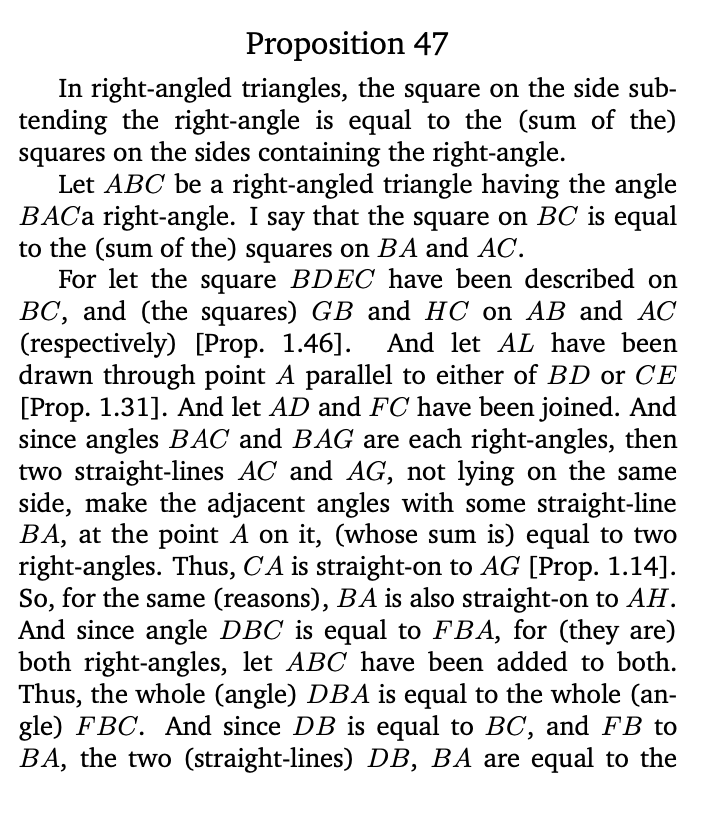 Proposition 47
In right-angled triangles, the square on the side sub-
tending the right-angle is equal to the (sum of the)
squares on the sides containing the right-angle.
Let ABC be a right-angled triangle having the angle
BACa right-angle. I say that the square on BC is equal
to the (sum of the) squares on BA and AC.
For let the square BDEC have been described on
BC, and (the squares) GB and HC on AB and AC
(respectively) [Prop. 1.46]. And let AL have been
drawn through point A parallel to either of BD or CE
[Prop. 1.31]. And let AD and FC have been joined. And
since angles BAC and BAG are each right-angles, then
two straight-lines AC and AG, not lying on the same
side, make the adjacent angles with some straight-line
BA, at the point A on it, (whose sum is) equal to two
right-angles. Thus, CA is straight-on to AG [Prop. 1.14].
So, for the same (reasons), BA is also straight-on to AH.
And since angle DBC is equal to FBA, for (they are)
both right-angles, let ABC have been added to both.
Thus, the whole (angle) DBA is equal to the whole (an-
gle) FBC. And since DB is equal to BC, and FB to
BA, the two (straight-lines) DB, BA are equal to the